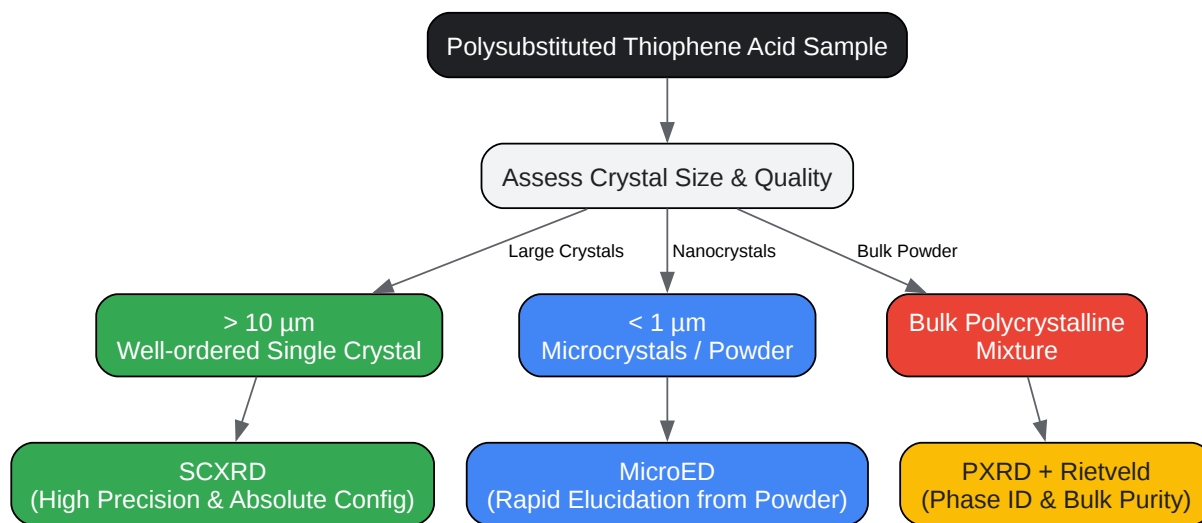 Polysubstituted Thiophene Acid Sample
Assess Crystal Size & Quality
Large Crystals
Nanocrystals
Bulk Powder
> 10 µm
Well-ordered Single Crystal
< 1 µm
Microcrystals / Powder
Bulk Polycrystalline
Mixture
SCXRD
(High Precision & Absolute Config)
MicroED
(Rapid Elucidation from Powder)
PXRD + Rietveld
(Phase ID & Bulk Purity)